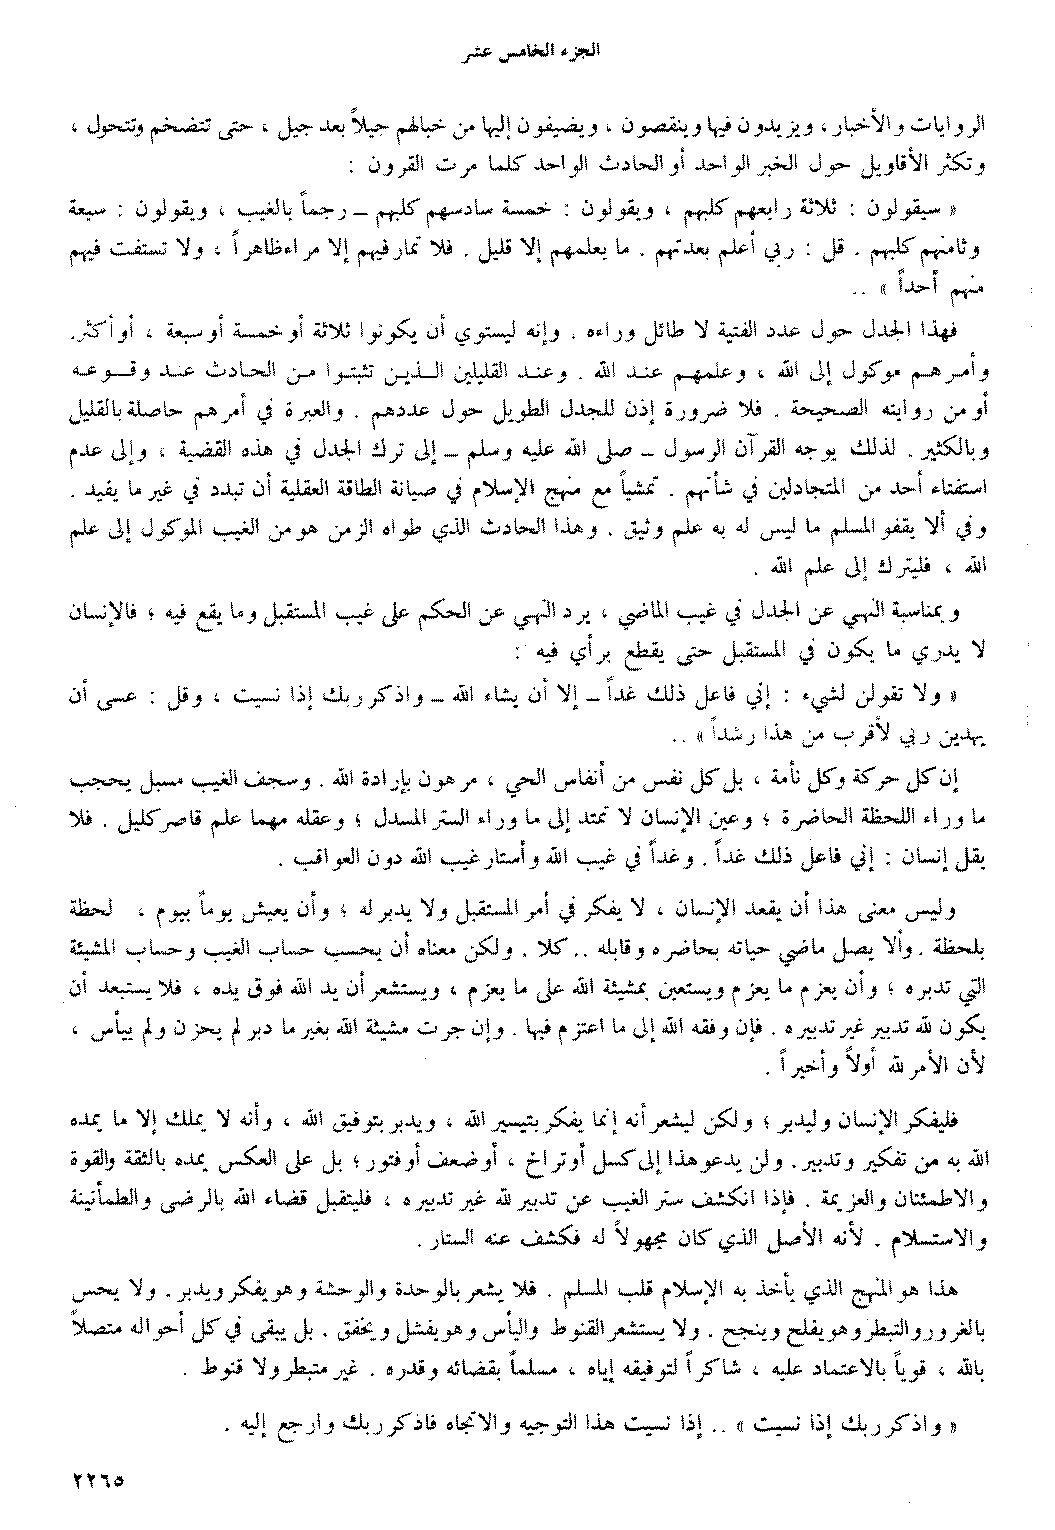 الجزء الخامس عشر
الروايات والأخبار، ويزيدون فيها وينقصون ، ويضيفون إليها من خيالهم جيلاً بعد جيل ، حتى تتضخم وتتحول ،
وتكثر الأقاويل حول الخبر الواحد أو الحادث الواحد كلما مرت القرون :
« سيقولون : ثلاثة رابعهم كلبهم ، ويقولون : خمسة سادسهم كلبهم ــ رجماً بالغيب ، ويقولون : سبعة
وثامنهم كلبهم . قل : ربي أعلم بعدتهم . ما يعلمهم إلا قليل . فلا تمار فيهم إلا مراء ظاهراً ، ولا تستفت فيهم
منهم أحداً » ..
فهذا الجدل حول عدد الفتية لا طائل وراءه . وإنه ليستوي أن يكونوا ثلاثة أو خمسة أو سبعة ، أو أكثر.
وأمرهم موكول إلى الله ، وعلمهم عند الله . وعند القليلين الذين تثبتوا من الحادث عند وقوعه
أو من روايته الصحيحة . فلا ضرورة إذن للجدل الطويل حول عددهم . والعبرة في أمرهم حاصلة بالقليل
وبالكثير . لذلك يوجه القرآن الرسول ــ صلى الله عليه وسلم ــ إلى ترك الجدل في هذه القضية ، وإلى عدم
استفتاء أحد من المتجادلين في شأنهم . تمشياً مع منهج الإسلام في صيانة الطاقة العقلية أن تبدد في غير ما يفيد .
وفي ألا يقفو المسلم ما ليس له به علم وثيق . وهذا الحادث الذي طواه الزمن هو من الغيب الموكول إلى علم
الله ، فليترك إلى علم الله .
وبمناسبة النهي عن الجدل في غيب الماضي ، يرد النهي عن الحكم على غيب المستقبل وما يقع فيه ؛ فالإنسان
لا يدري ما يكون في المستقبل حتى يقطع برأي فيه :
« ولا تقولن لشيء : إني فاعل ذلك غداً ــ إلا أن يشاء الله ــ واذكر ربك إذا نسيت ، وقل : عسى أن
يهدين ربي لأقرب من هذا رشداً » ..
إن كل حركة وكل نأمة ، بل كل نفس من أنفاس الحي ، مرهون بإرادة الله . وسجف الغيب مسبل يحجب
ما وراء اللحظة الحاضرة ؛ وعين الإنسان لا تمتد إلى ما وراء الستر المسدل ؛ وعقله مهما علم قاصر كليل . فلا
يقل إنسان : إني فاعل ذلك غداً . وغداً في غيب الله وأستار غيب الله دون العواقب .
وليس معنى هذا أن يقعد الإنسان ، لا يفكر في أمر المستقبل ولا يدبر له ؛ وأن يعيش يوماً بيوم ، لحظة
بلحظة . وألا يصل ماضي حياته بحاضره وقابله .. كلا . ولكن معناه أن يحسب حساب الغيب وحساب المشيئة
التي تدبره ؛ وأن يعزم ما يعزم ويستعين بمشيئة الله على ما يعزم ، ويستشعر أن يد الله فوق يده ، فلا يستبعد أن
يكون لله تدبير غير تدبيره . فإن وفقه الله إلى ما اعتزم فبها . وإن جرت مشيئة الله بغير ما دبر لم يحزن ولم ييأس ،
لأن الأمر لله أولاً وأخيراً .
فليفكر الإنسان وليدبر ؛ ولكن ليشعر أنه إنما يفكر بتيسير الله ، ويدبر بتوفيق الله ، وأنه لا يملك إلا ما يمده
الله به من تفكير وتدبير. ولن يدعو هذا إلى كسل أو تراخ ، أو ضعف أو فتور؛ بل على العكس يمده بالثقة والقوة
والاطمئنان والعزيمة . فإذا انكشف ستر الغيب عن تدبير لله غير تدبيره ، فليتقبل قضاء الله بالرضى والطمأنينة
والاستسلام . لأنه الأصل الذي كان مجهولاً له فكشف عنه الستار .
هذا هو المنهج الذي يأخذ به الإسلام قلب المسلم . فلا يشعر بالوحدة والوحشة وهو يفكر ويدبر . ولا يحس
بالغرور والتبطر وهو يفلح وينجح . ولا يستشعر القنوط واليأس وهو يفشل ويخفق . بل يبقى في كل أحواله متصلاً
بالله ، قوياً بالاعتماد عليه ، شاكراً لتوفيقه إياه ، مسلماً بقضائه وقدره . غير متبطر ولا قنوط .
« واذكر ربك إذا نسيت » .. إذا نسيت هذا التوجيه والاتجاه فاذكر ربك وارجع إليه .
٢٢٦٥